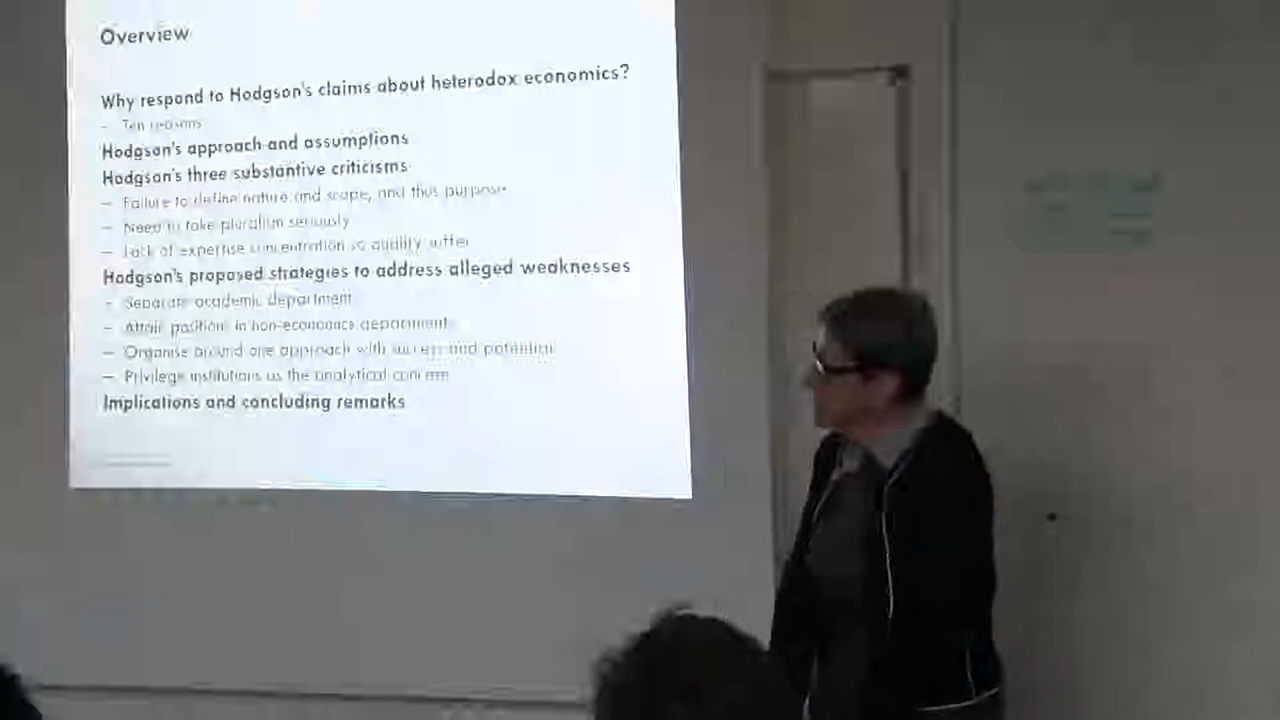 Overview
Why respond to Hodgson's claims about heterodox economics?
– Ten reasons
Hodgson's approach and assumptions
Hodgson's three substantive criticisms
– Failure to define nature and scope, and thus purpose
– Need to take pluralism seriously
– Lack of expertise concentration so quality suffer
Hodgson's proposed strategies to address alleged weaknesses
– Separate academic department
– Attain positions in non-economics departments
– Organise around one approach with success and potential
– Privilege institutions as the analytical concern
Implications and concluding remarks